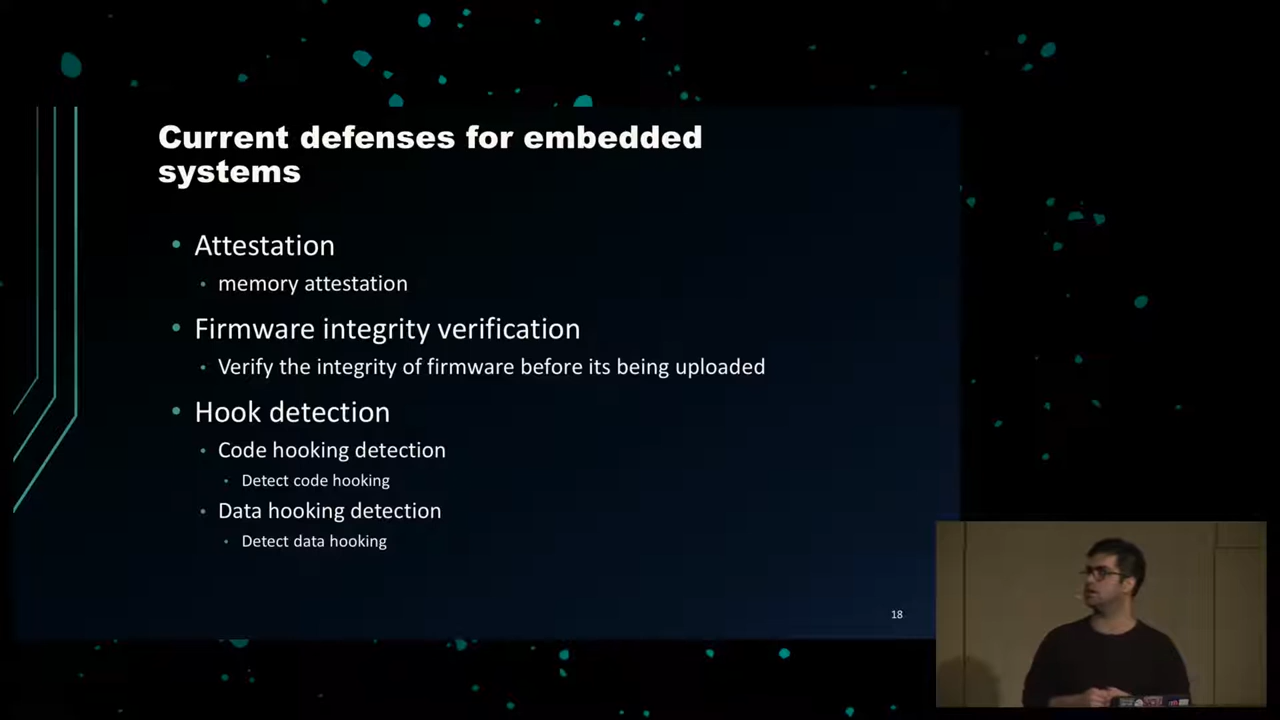 Current defenses for embedded
systems
• Attestation
• memory attestation
• Firmware integrity verification
• Verify the integrity of firmware before its being uploaded
• Hook detection
• Code hooking detection
• Detect code hooking
• Data hooking detection
• Detect data hooking
18